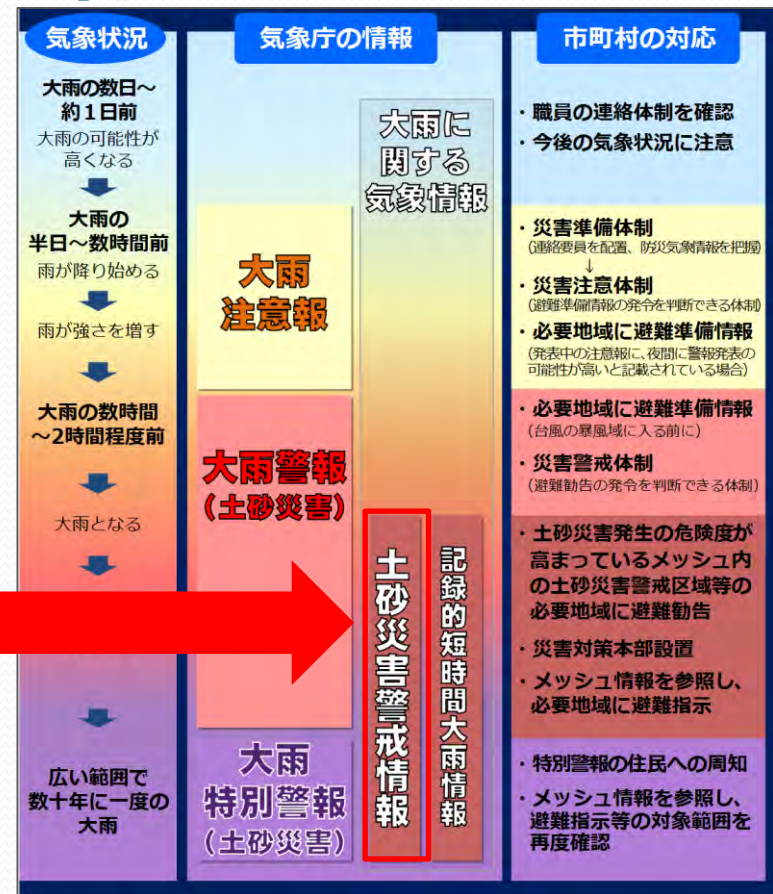 気象状況
大雨の数日～
約１日前
大雨の可能性が
高くなる
大雨の
半日～数時間前
雨が降り始める
雨が強さを増す
大雨の数時間
～2時間程度前
大雨となる
広い範囲で
数十年に一度の
大雨
気象庁の情報
大雨
注意報
大雨警報
(土砂災害)
大雨
特別警報
(土砂災害)
大雨に
関する
気象情報
土砂災害警戒情報
記録的短時間大雨情報
市町村の対応
・職員の連絡体制を確認
・今後の気象状況に注意
・災害準備体制
(連絡要員を配置、防災気象情報を把握)
↓
・災害注意体制
(避難準備情報の発令を判断できる体制)
・必要地域に避難準備情報
(発表中の注意報に、夜間に警報発表の
可能性が高いと記載されている場合)
・必要地域に避難準備情報
(台風の暴風域に入る前に)
・災害警戒体制
(避難勧告の発令を判断できる体制)
・土砂災害発生の危険度が
高まっているメッシュ内
の土砂災害警戒区域等の
必要地域に避難勧告
・災害対策本部設置
・メッシュ情報を参照し、
必要地域に避難指示
・特別警報の住民への周知
・メッシュ情報を参照し、
避難指示等の対象範囲を
再度確認